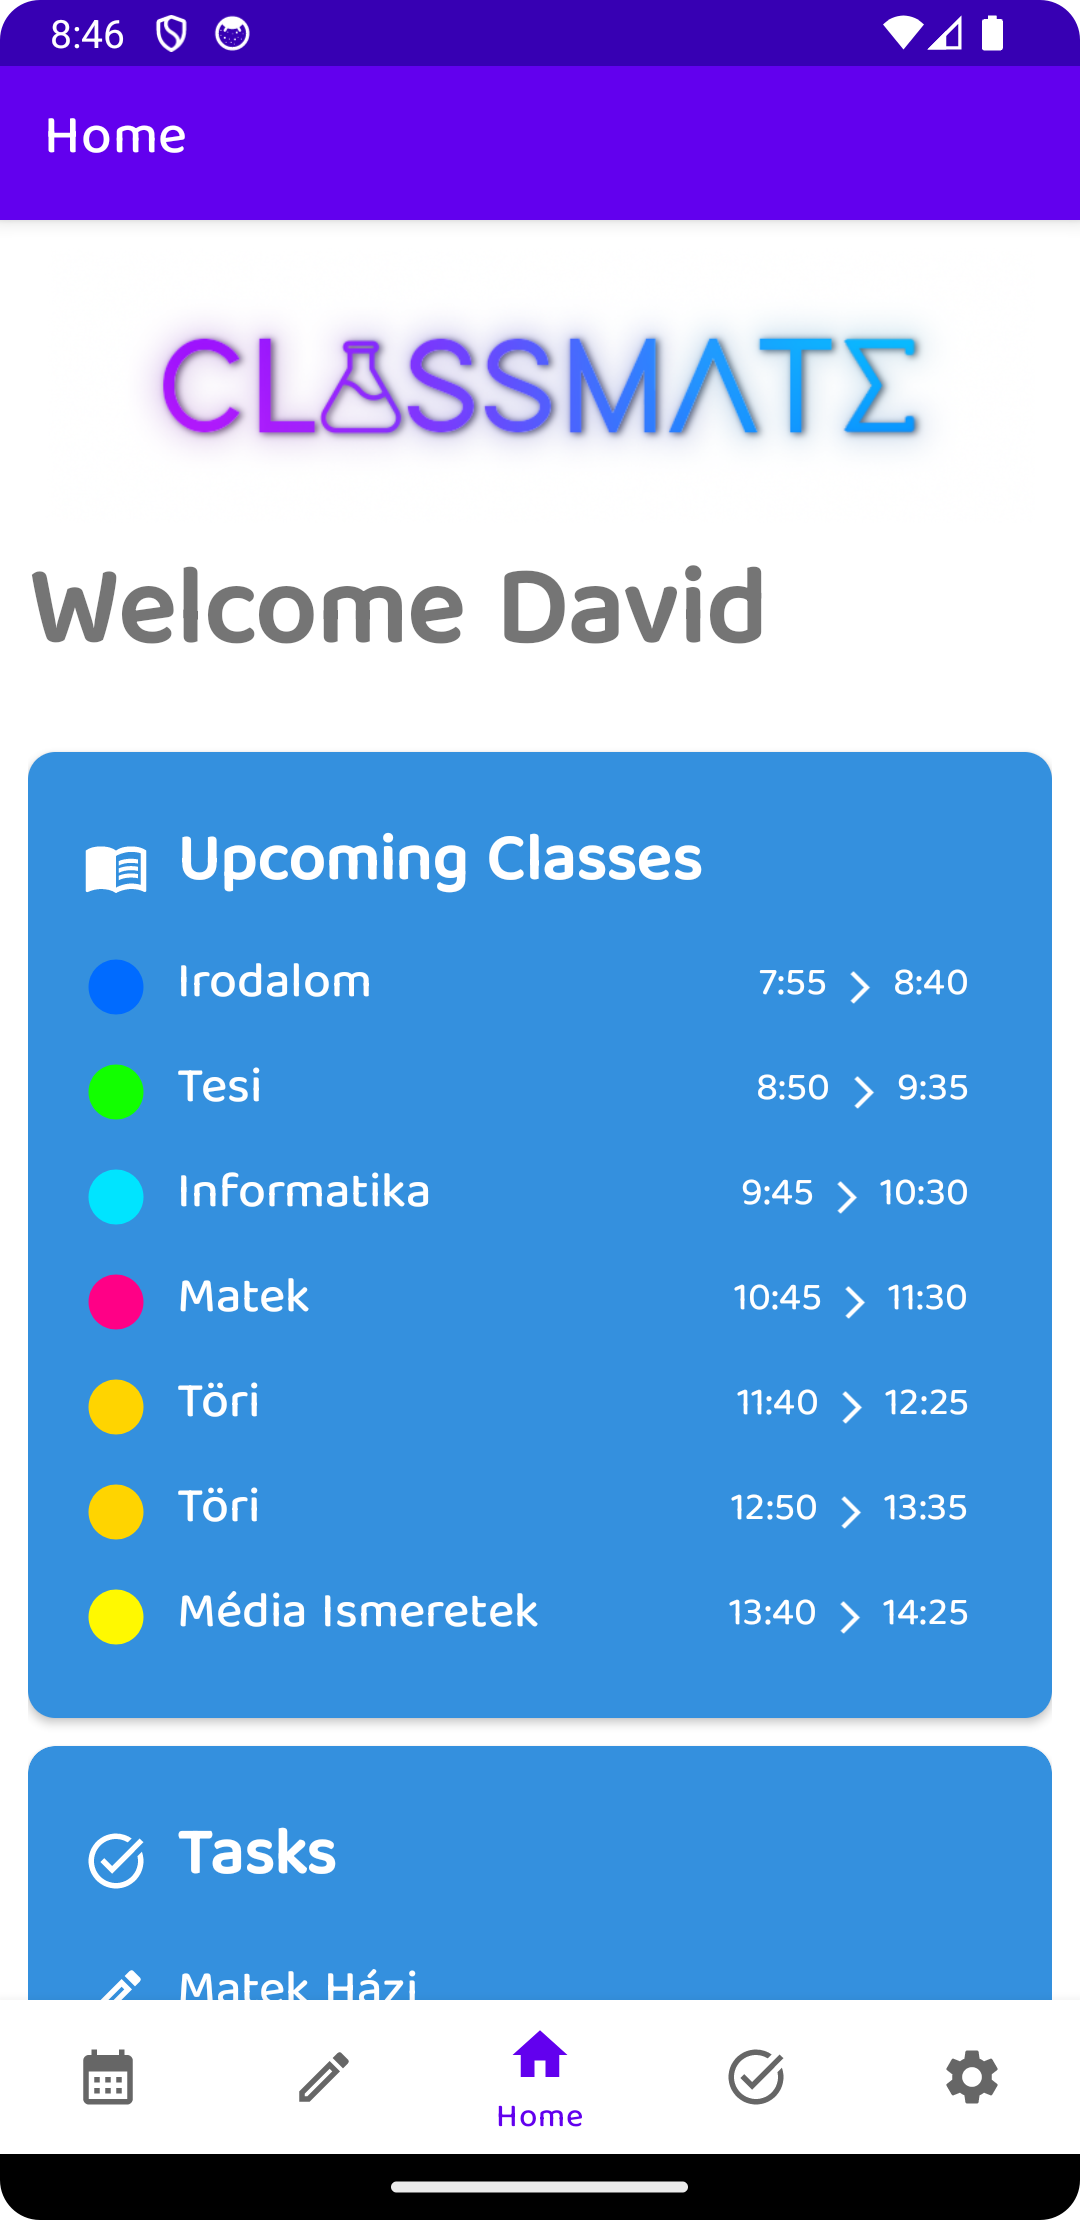 8:46
Home
CLASSMATE
Welcome David
Upcoming Classes
Irodalom 7:55 8:40
Tesi 8:50 9:35
Informatika 9:45 10:30
Matek 10:45 11:30
Töri 11:40 12:25
Töri 12:50 13:35
Média Ismeretek 13:40 14:25
Tasks
Matek Házi
Home